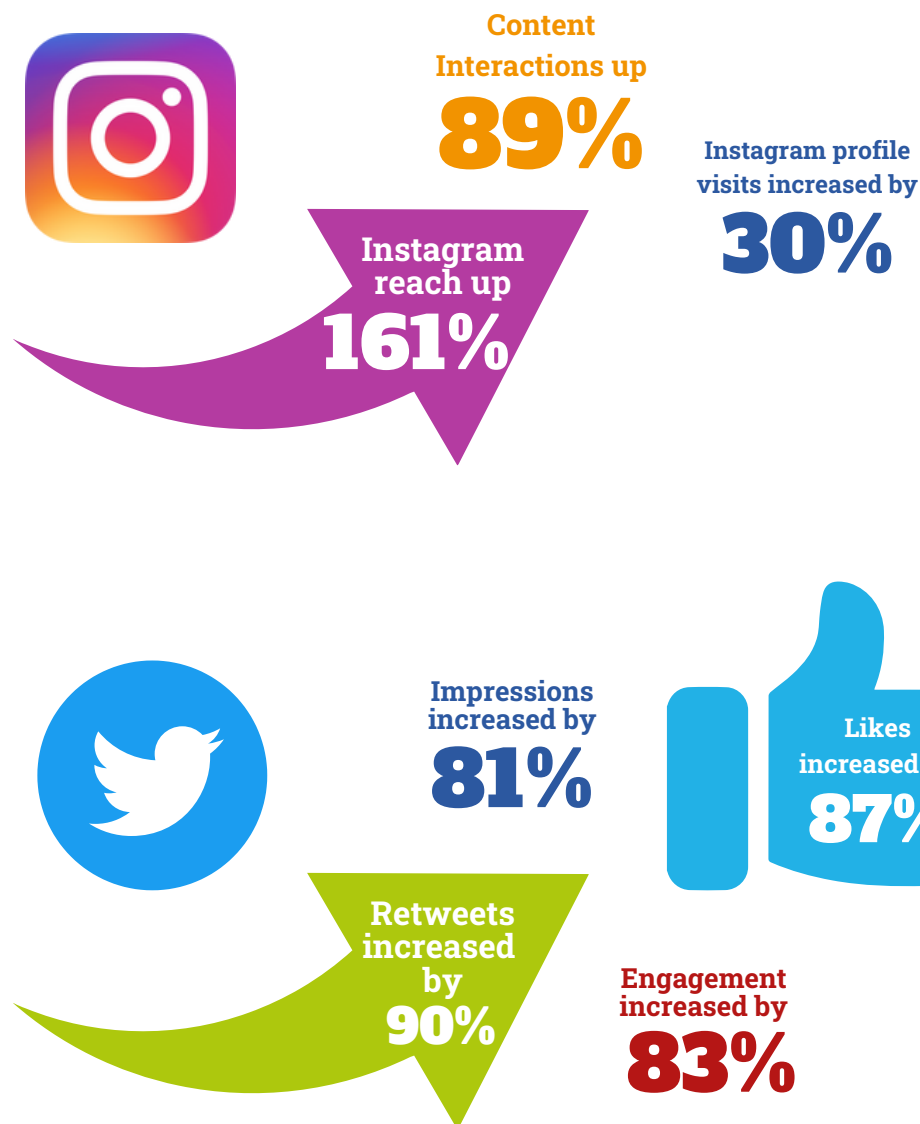 Content
Interactions up
89%
Instagram profile
visits increased by
30%
Instagram
reach up
161%
Impressions
increased by
81%
Likes
increased
87%
Retweets
increased
by
90%
Engagement
increased by
83%